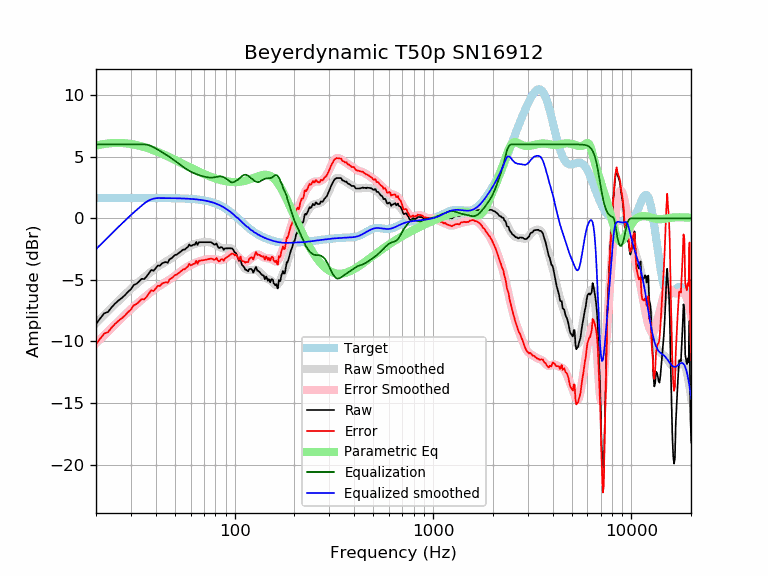 Beyerdynamic T50p SN16912
10
5
0
−5
−10
−15
−20
Amplitude (dBr)
Target
Raw Smoothed
Error Smoothed
Raw
Error
Parametric Eq
Equalization
Equalized smoothed
100
1000
10000
Frequency (Hz)